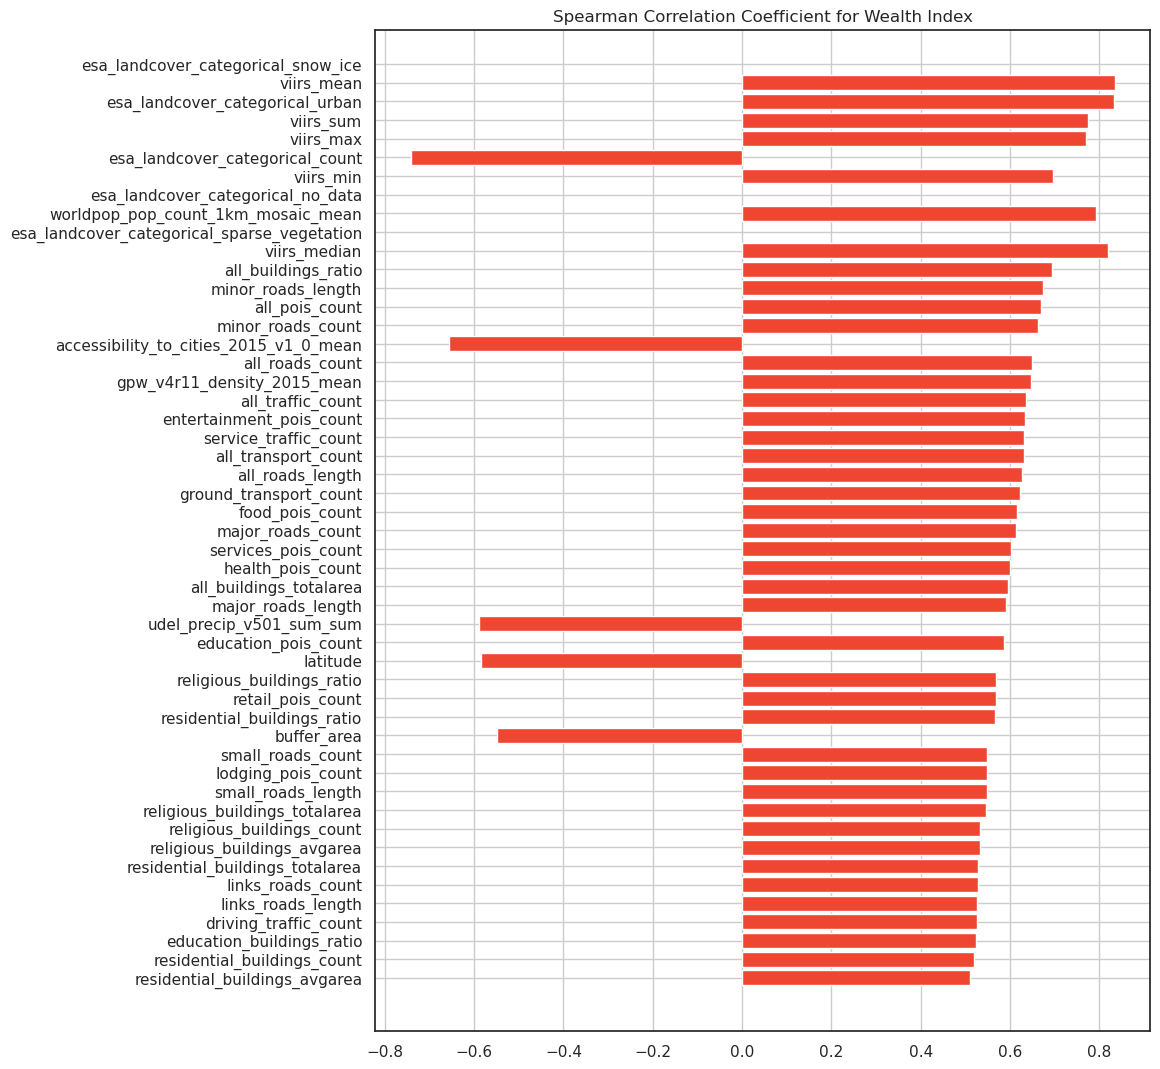 Spearman Correlation Coefficient for Wealth Index
esa_landcover_categorical_snow_ice
viirs_mean
esa_landcover_categorical_urban
viirs_sum
viirs_max
esa_landcover_categorical_count
viirs_min
esa_landcover_categorical_no_data
worldpop_pop_count_1km_mosaic_mean
esa_landcover_categorical_sparse_vegetation
viirs_median
all_buildings_ratio
minor_roads_length
all_pois_count
minor_roads_count
accessibility_to_cities_2015_v1_0_mean
all_roads_count
gpw_v4r11_density_2015_mean
all_traffic_count
entertainment_pois_count
service_traffic_count
all_transport_count
all_roads_length
ground_transport_count
food_pois_count
major_roads_count
services_pois_count
health_pois_count
all_buildings_totalarea
major_roads_length
udel_precip_v501_sum_sum
education_pois_count
latitude
religious_buildings_ratio
retail_pois_count
residential_buildings_ratio
buffer_area
small_roads_count
lodging_pois_count
small_roads_length
religious_buildings_totalarea
religious_buildings_count
religious_buildings_avgarea
residential_buildings_totalarea
links_roads_count
links_roads_length
driving_traffic_count
education_buildings_ratio
residential_buildings_count
residential_buildings_avgarea
−0.8 −0.6 −0.4 −0.2 0.0 0.2 0.4 0.6 0.8